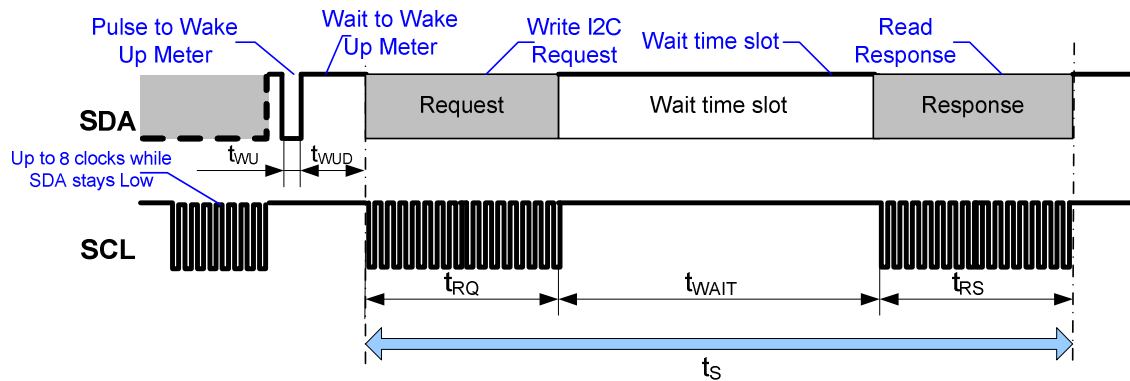 Pulse to Wake
Up Meter
Wait to Wake
Up Meter
Write I2C
Request
Wait time slot
Read
Response
SDA
Request
Wait time slot
Response
tWU
tWUD
Up to 8 clocks while
SDA stays Low
SCL
tRQ
tWAIT
tRS
tS